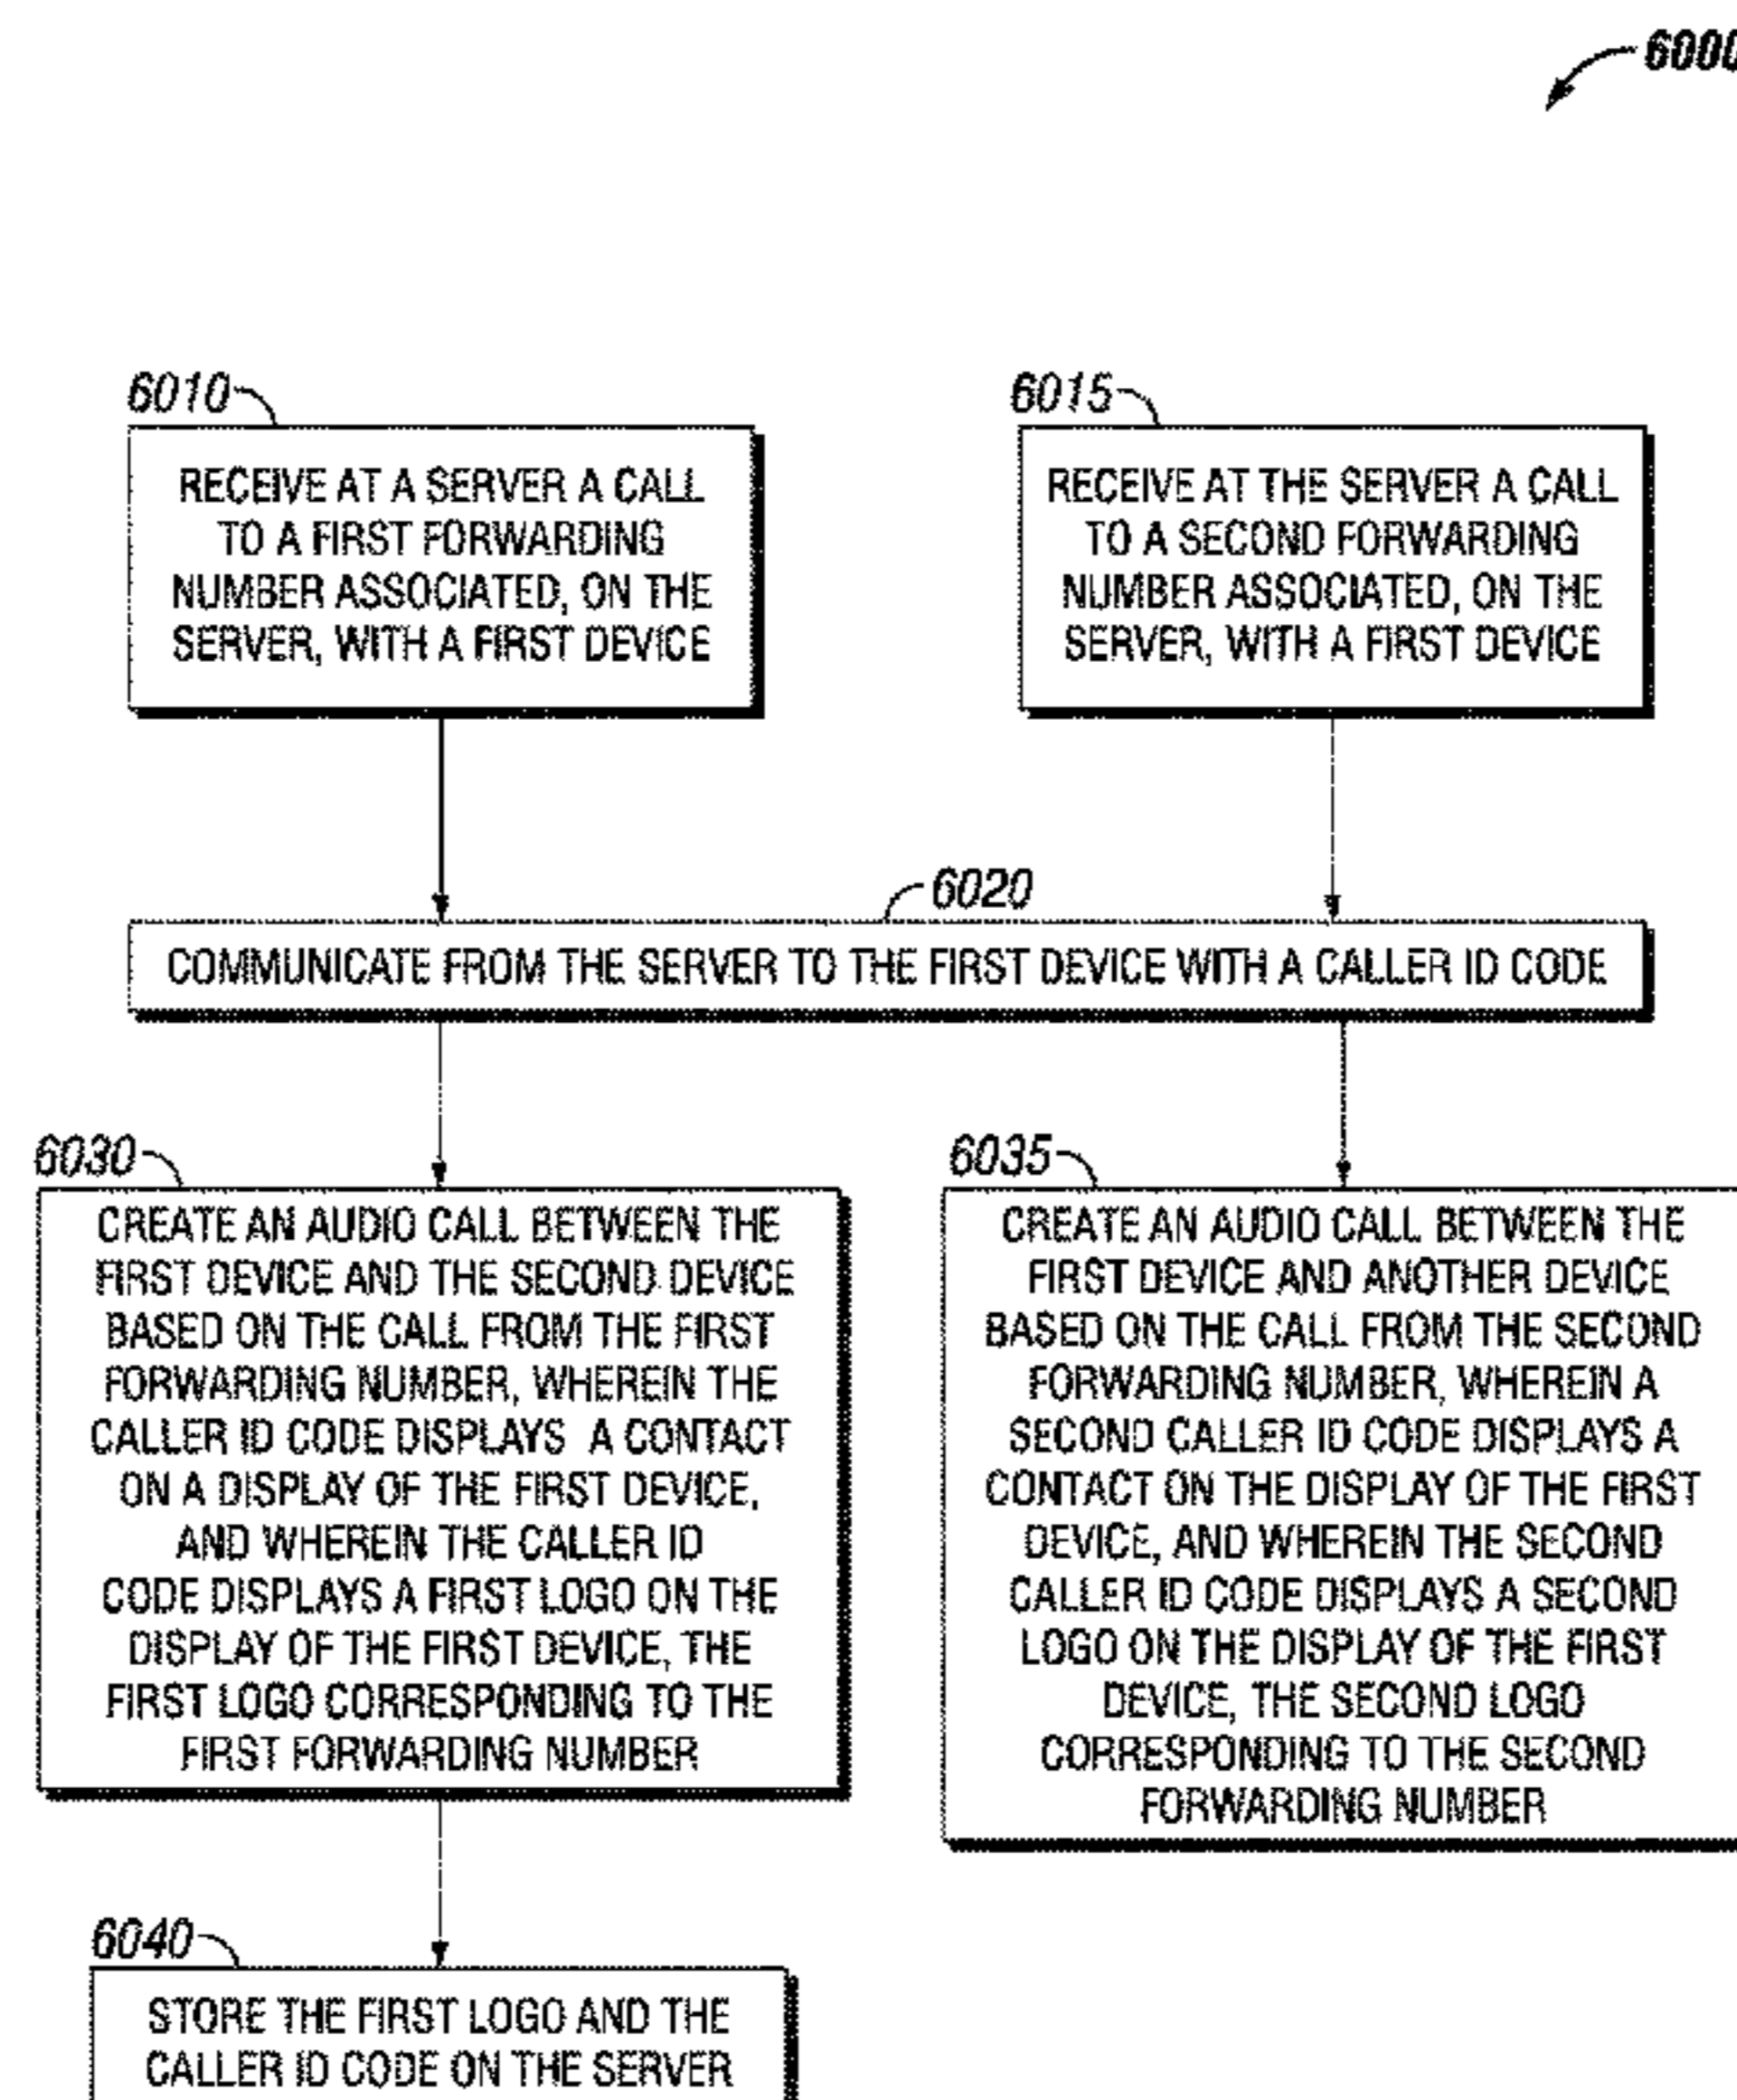 6000
6010
RECEIVE AT A SERVER A CALL
TO A FIRST FORWARDING
NUMBER ASSOCIATED, ON THE
SERVER, WITH A FIRST DEVICE
6015
RECEIVE AT THE SERVER A CALL
TO A SECOND FORWARDING
NUMBER ASSOCIATED, ON THE
SERVER, WITH A FIRST DEVICE
6020
COMMUNICATE FROM THE SERVER TO THE FIRST DEVICE WITH A CALLER ID CODE
6030
CREATE AN AUDIO CALL BETWEEN THE
FIRST DEVICE AND THE SECOND DEVICE
BASED ON THE CALL FROM THE FIRST
FORWARDING NUMBER, WHEREIN THE
CALLER ID CODE DISPLAYS A CONTACT
ON A DISPLAY OF THE FIRST DEVICE,
AND WHEREIN THE CALLER ID
CODE DISPLAYS A FIRST LOGO ON THE
DISPLAY OF THE FIRST DEVICE, THE
FIRST LOGO CORRESPONDING TO THE
FIRST FORWARDING NUMBER
6035
CREATE AN AUDIO CALL BETWEEN THE
FIRST DEVICE AND ANOTHER DEVICE
BASED ON THE CALL FROM THE SECOND
FORWARDING NUMBER, WHEREIN A
SECOND CALLER ID CODE DISPLAYS A
CONTACT ON THE DISPLAY OF THE FIRST
DEVICE, AND WHEREIN THE SECOND
CALLER ID CODE DISPLAYS A SECOND
LOGO ON THE DISPLAY OF THE FIRST
DEVICE, THE SECOND LOGO
CORRESPONDING TO THE SECOND
FORWARDING NUMBER
6040
STORE THE FIRST LOGO AND THE
CALLER ID CODE ON THE SERVER